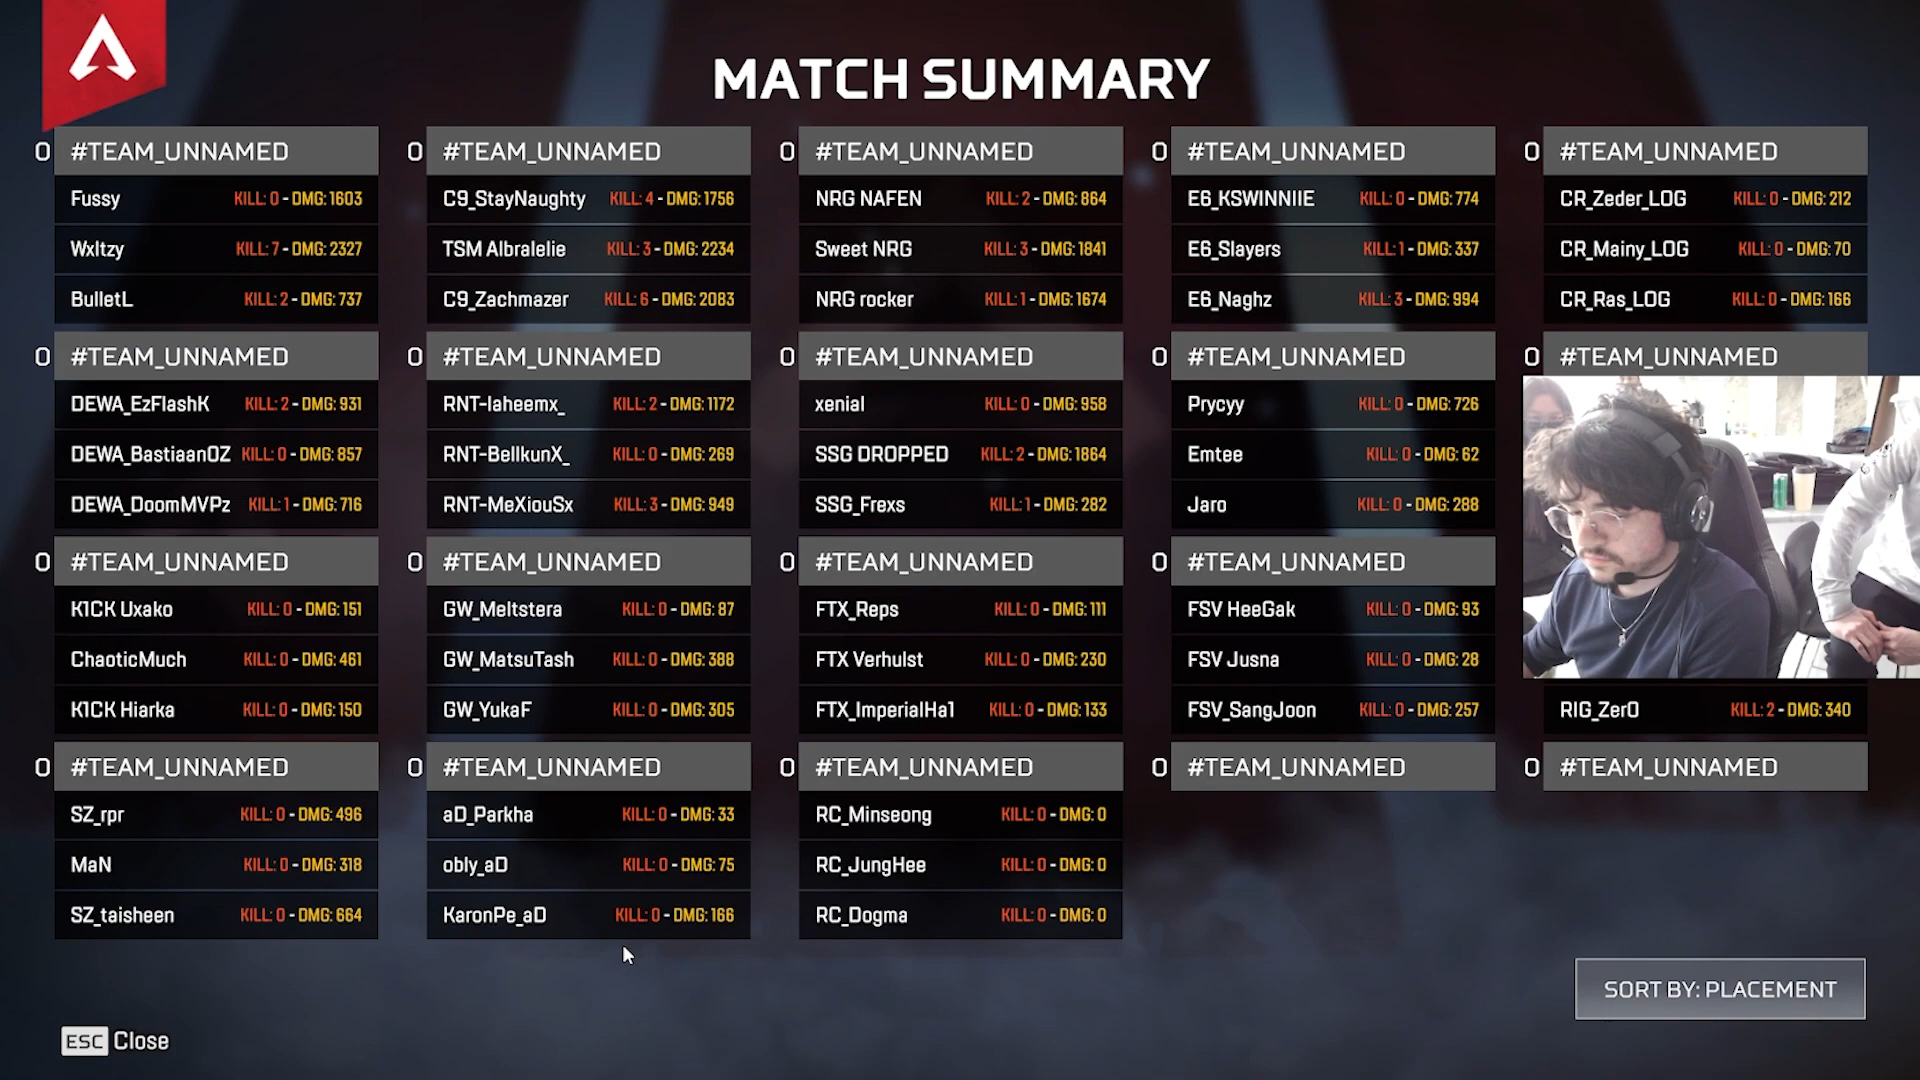 MATCH SUMMARY
0 #TEAM_UNNAMED
Fussy KILL: 0 - DMG: 1603
Wxltzy KILL: 7 - DMG: 2327
BulletL KILL: 2 - DMG: 737
0 #TEAM_UNNAMED
C9_StayNaughty KILL: 4 - DMG: 1756
TSM Albralelie KILL: 3 - DMG: 2234
C9_Zachmazer KILL: 6 - DMG: 2083
0 #TEAM_UNNAMED
NRG NAFEN KILL: 2 - DMG: 864
Sweet NRG KILL: 3 - DMG: 1841
NRG rocker KILL: 1 - DMG: 1674
0 #TEAM_UNNAMED
E6_KSWINNIIE KILL: 0 - DMG: 774
E6_Slayers KILL: 1 - DMG: 337
E6_Naghz KILL: 3 - DMG: 994
0 #TEAM_UNNAMED
CR_Zeder_LOG KILL: 0 - DMG: 212
CR_Mainy_LOG KILL: 0 - DMG: 70
CR_Ras_LOG KILL: 0 - DMG: 166
0 #TEAM_UNNAMED
DEWA_EzFlashK KILL: 2 - DMG: 931
DEWA_BastiaanOZ KILL: 0 - DMG: 857
DEWA_DoomMVPz KILL: 1 - DMG: 716
0 #TEAM_UNNAMED
RNT-laheemx_ KILL: 2 - DMG: 1172
RNT-BellkunX_ KILL: 0 - DMG: 269
RNT-MeXiouSx KILL: 3 - DMG: 949
0 #TEAM_UNNAMED
xenial KILL: 0 - DMG: 958
SSG DROPPED KILL: 2 - DMG: 1864
SSG_Frexs KILL: 1 - DMG: 282
0 #TEAM_UNNAMED
Prycyy KILL: 0 - DMG: 726
Emtee KILL: 0 - DMG: 62
Jaro KILL: 0 - DMG: 288
0 #TEAM_UNNAMED
0 #TEAM_UNNAMED
K1CK Uxako KILL: 0 - DMG: 151
ChaoticMuch KILL: 0 - DMG: 461
K1CK Hiarka KILL: 0 - DMG: 150
0 #TEAM_UNNAMED
GW_Meltstera KILL: 0 - DMG: 87
GW_MatsuTash KILL: 0 - DMG: 388
GW_YukaF KILL: 0 - DMG: 305
0 #TEAM_UNNAMED
FTX_Reps KILL: 0 - DMG: 111
FTX Verhulst KILL: 0 - DMG: 230
FTX_ImperialHa1 KILL: 0 - DMG: 133
0 #TEAM_UNNAMED
FSV HeeGak KILL: 0 - DMG: 93
FSV Jusna KILL: 0 - DMG: 28
FSV_SangJoon KILL: 0 - DMG: 257
RIG_Zer0 KILL: 2 - DMG: 340
0 #TEAM_UNNAMED
SZ_rpr KILL: 0 - DMG: 496
MaN KILL: 0 - DMG: 318
SZ_taisheen KILL: 0 - DMG: 664
0 #TEAM_UNNAMED
aD_Parkha KILL: 0 - DMG: 33
obly_aD KILL: 0 - DMG: 75
KaronPe_aD KILL: 0 - DMG: 166
0 #TEAM_UNNAMED
RC_Minseong KILL: 0 - DMG: 0
RC_JungHee KILL: 0 - DMG: 0
RC_Dogma KILL: 0 - DMG: 0
0 #TEAM_UNNAMED
0 #TEAM_UNNAMED
SORT BY: PLACEMENT
ESC Close